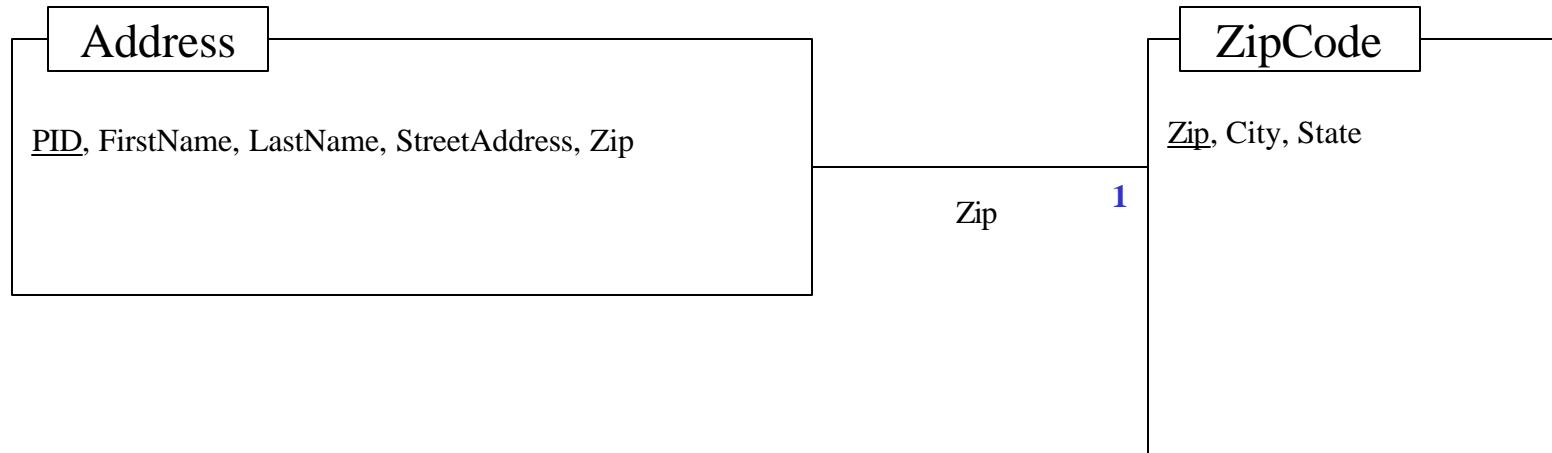 Address
PID, FirstName, LastName, StreetAddress, Zip
Zip
1
ZipCode
Zip, City, State